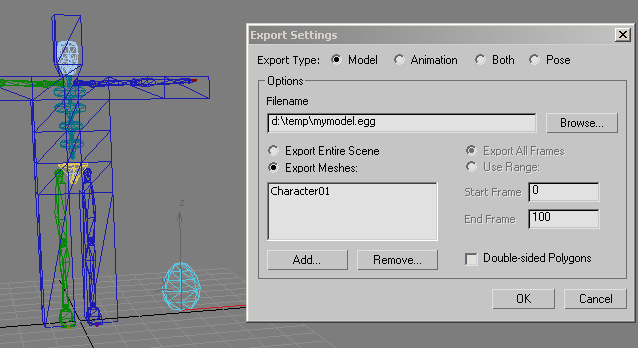 Export Settings
Export Type: Model Animation Both Pose
Options
Filename
d:\temp\mymodel.egg Browse...
Export Entire Scene Export All Frames
Export Meshes: Use Range:
Character01 Start Frame 0
End Frame 100
Add... Remove... Double-sided Polygons
OK Cancel
z